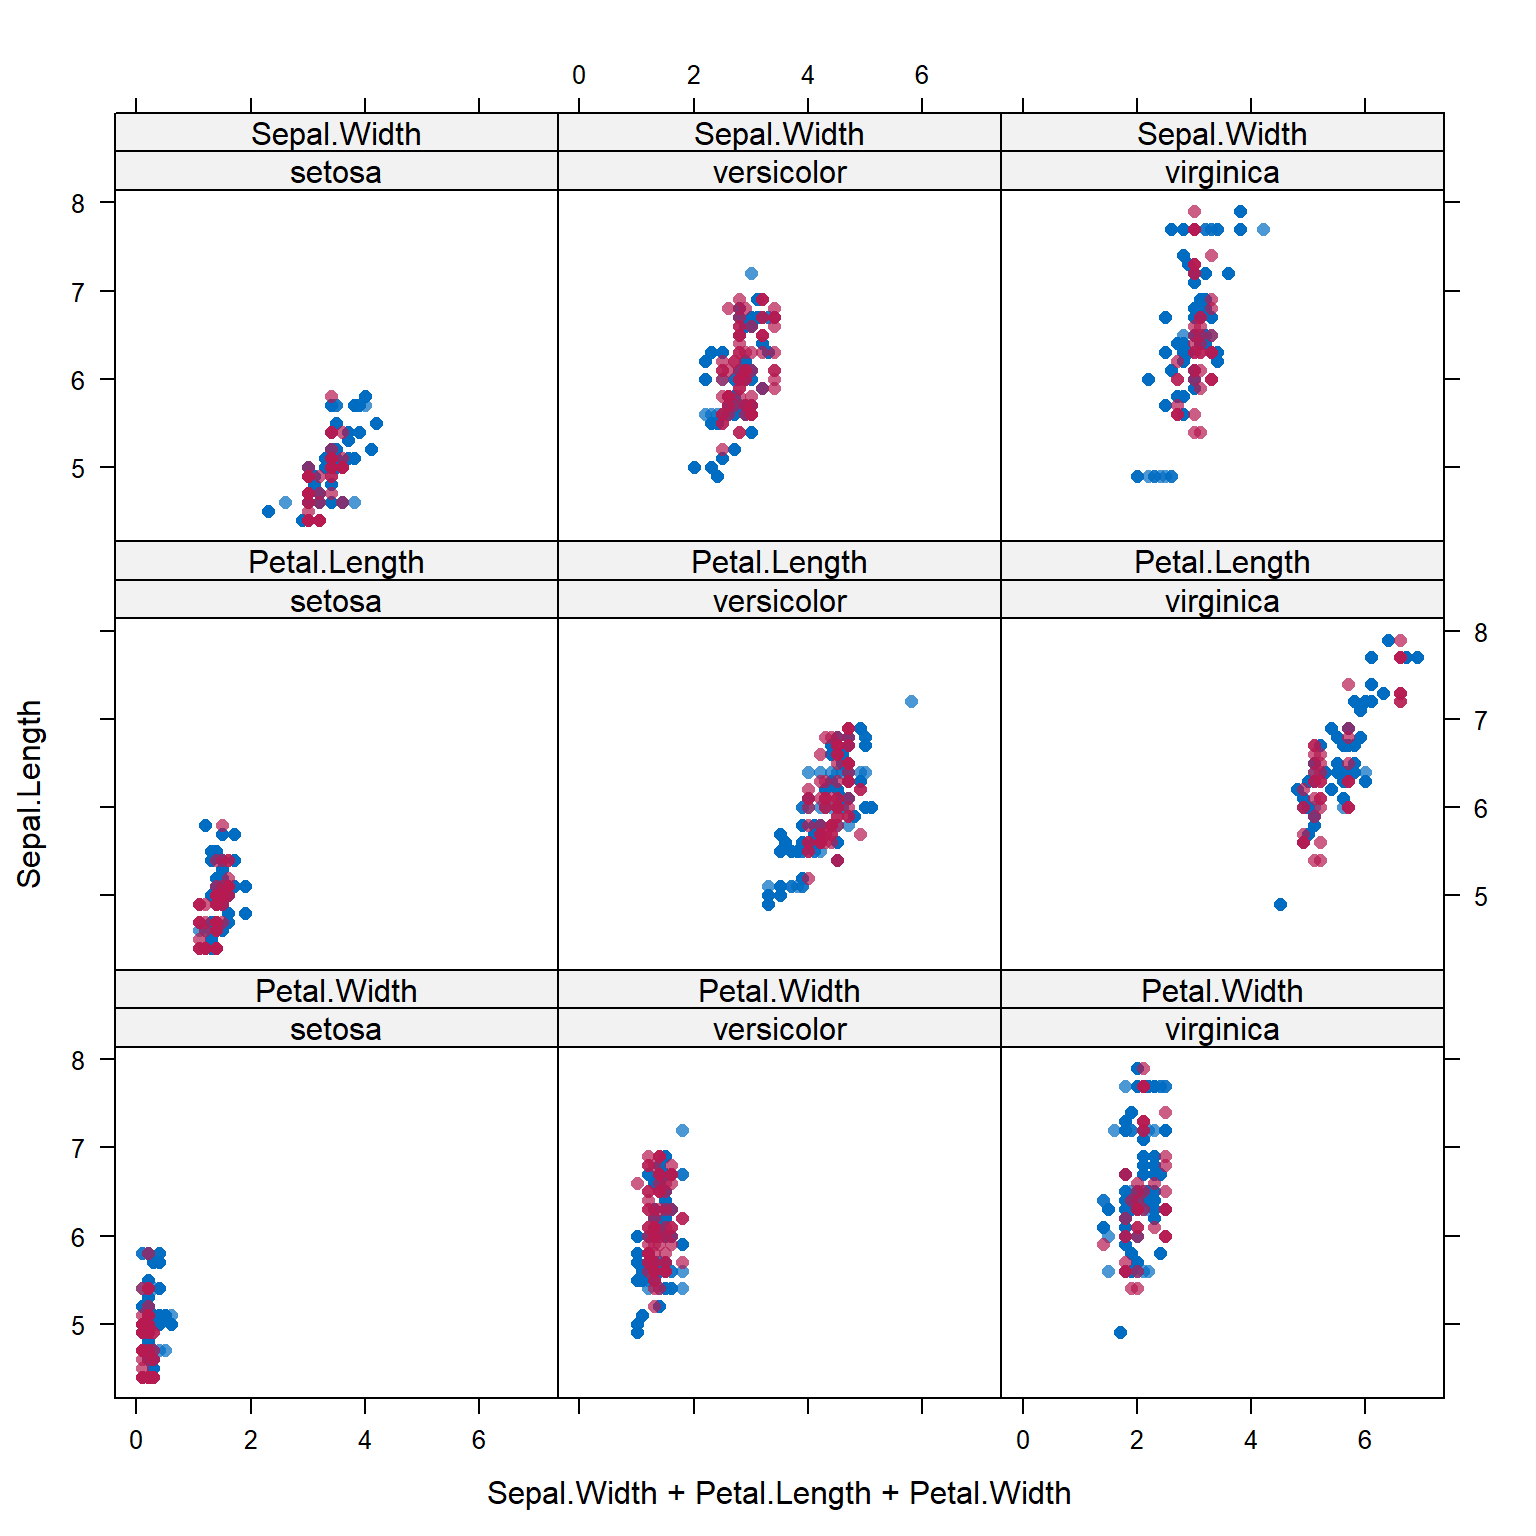 0 2 4 6
Sepal.Width Sepal.Width Sepal.Width
setosa versicolor virginica
8
7
6
5
Petal.Length Petal.Length Petal.Length
setosa versicolor virginica
8
7
6
5
Sepal.Length
Petal.Width Petal.Width Petal.Width
setosa versicolor virginica
8
7
6
5
0 2 4 6 0 2 4 6
Sepal.Width + Petal.Length + Petal.Width